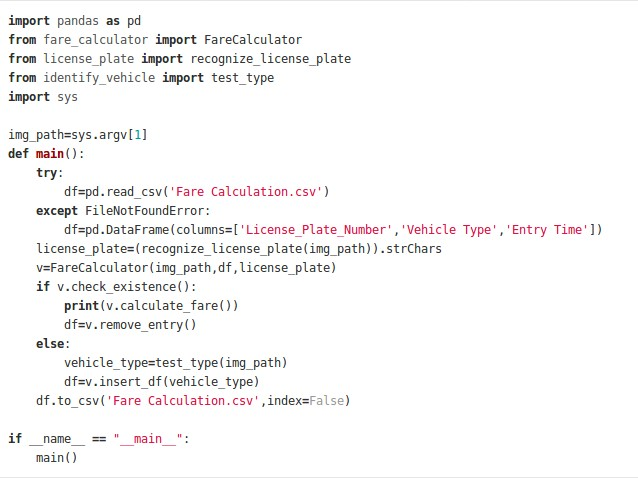 import pandas as pd
from fare_calculator import FareCalculator
from license_plate import recognize_license_plate
from identify_vehicle import test_type
import sys

img_path=sys.argv[1]
def main():
    try:
        df=pd.read_csv('Fare Calculation.csv')
    except FileNotFoundError:
        df=pd.DataFrame(columns=['License_Plate_Number','Vehicle Type','Entry Time'])
    license_plate=(recognize_license_plate(img_path)).strChars
    v=FareCalculator(img_path,df,license_plate)
    if v.check_existence():
        print(v.calculate_fare())
        df=v.remove_entry()
    else:
        vehicle_type=test_type(img_path)
        df=v.insert_df(vehicle_type)
    df.to_csv('Fare Calculation.csv',index=False)

if __name__ == "__main__":
    main()